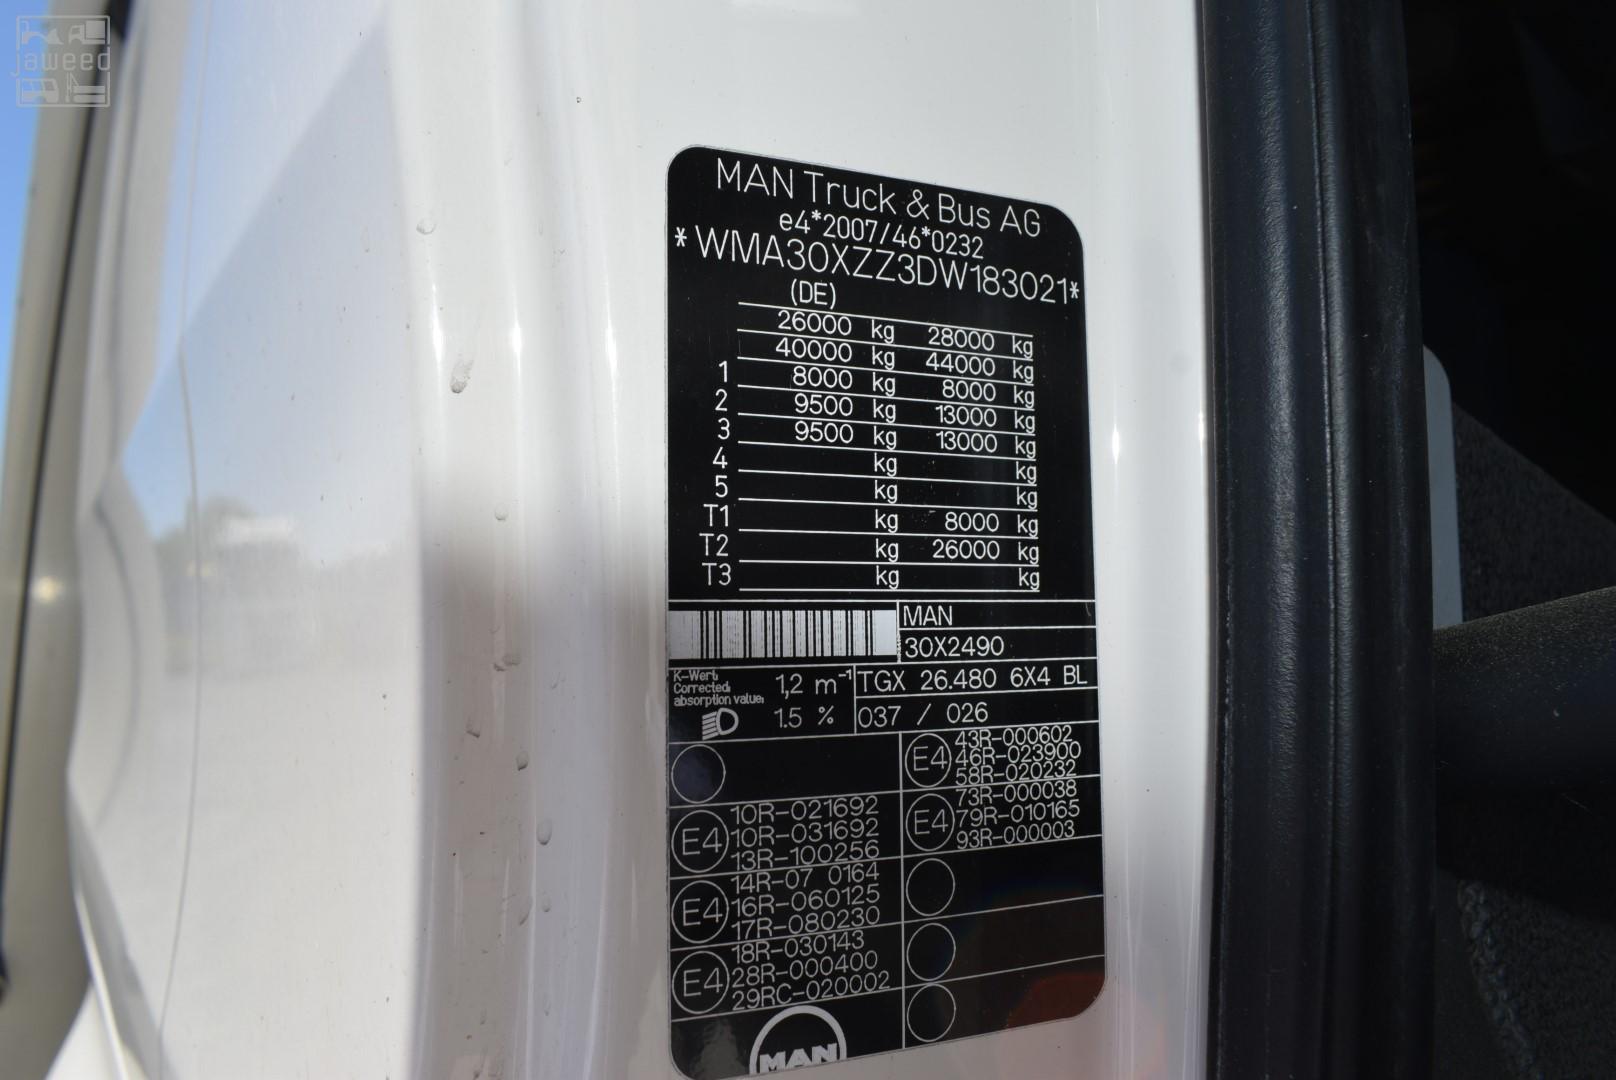 jaweed
MAN Truck & Bus AG
e4*2007/46*0232
*WMA30XZZ3DW183021*
(DE)
26000 kg 28000 kg
40000 kg 44000 kg
1 8000 kg 8000 kg
2 9500 kg 13000 kg
3 9500 kg 13000 kg
4 kg kg
5 kg kg
T1 kg 8000 kg
T2 kg 26000 kg
T3 kg kg
MAN
30X2490
K-Wert:
Corrected
absorption value:
1,2 m⁻¹
1.5 %
TGX 26.480 6X4 BL
037 / 026
E4
10R-021692
10R-031692
13R-100256
E4
14R-07 0164
16R-060125
17R-080230
E4
18R-030143
28R-000400
29RC-020002
E4
43R-000602
46R-023900
58R-020232
E4
73R-000038
79R-010165
93R-000003
MAN